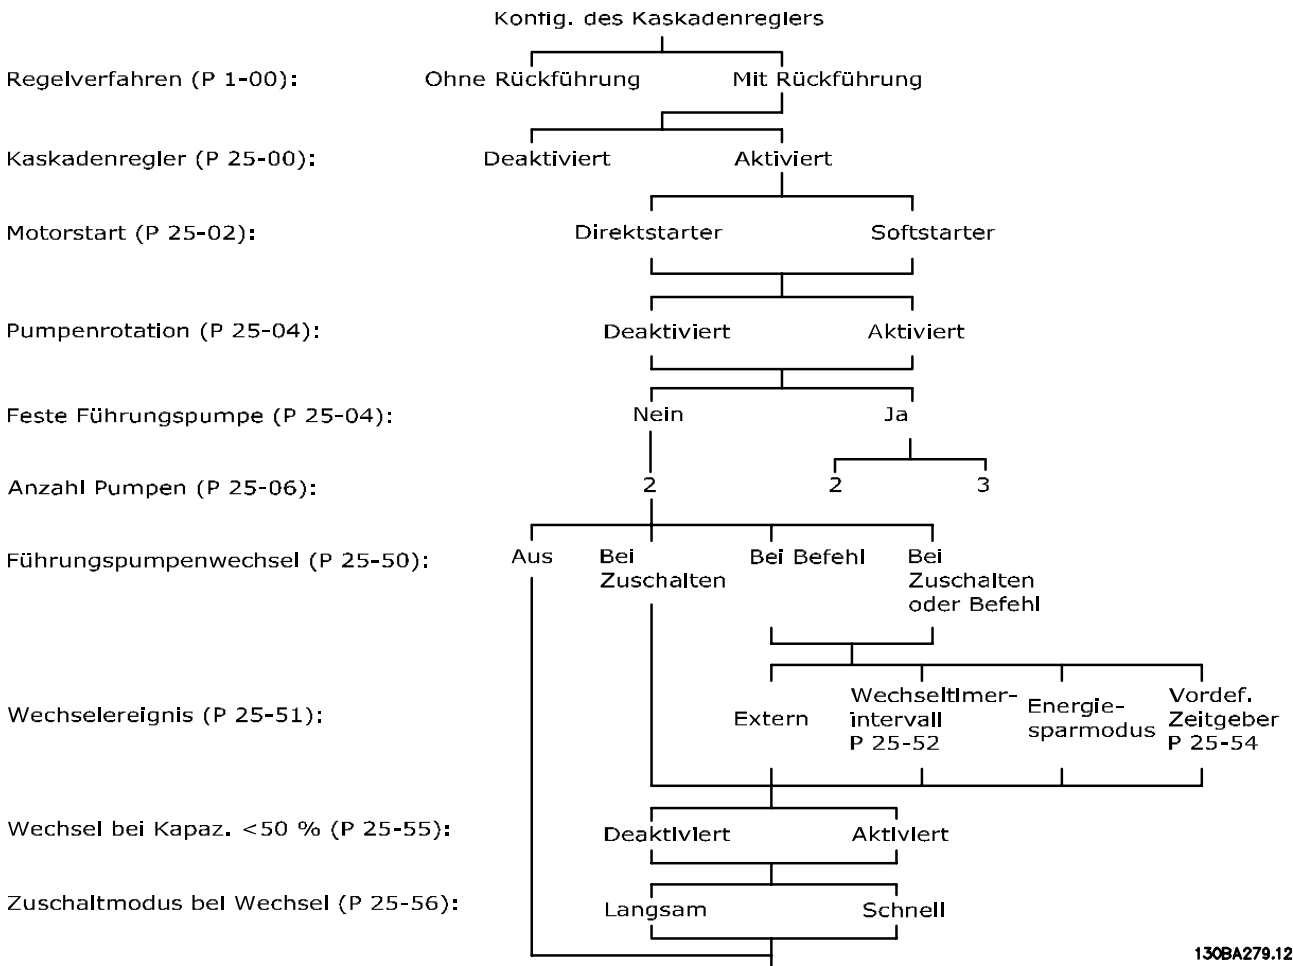 Konfig. des Kaskadenreglers
Regelverfahren (P 1-00):
Ohne Rückführung
Mit Rückführung
Kaskadenregler (P 25-00):
Deaktiviert
Aktiviert
Motorstart (P 25-02):
Direktstarter
Softstarter
Pumpenrotation (P 25-04):
Deaktiviert
Aktiviert
Feste Führungspumpe (P 25-04):
Nein
Ja
Anzahl Pumpen (P 25-06):
2
2
3
Führungspumpenwechsel (P 25-50):
Aus
Bei
Zuschalten
Bei Befehl
Bei
Zuschalten
oder Befehl
Wechselereignis (P 25-51):
Extern
Wechseltimer-
intervall
P 25-52
Energie-
sparmodus
Vordef.
Zeitgeber
P 25-54
Wechsel bei Kapaz. <50 % (P 25-55):
Deaktiviert
Aktiviert
Zuschaltmodus bei Wechsel (P 25-56):
Langsam
Schnell
130BA279.12